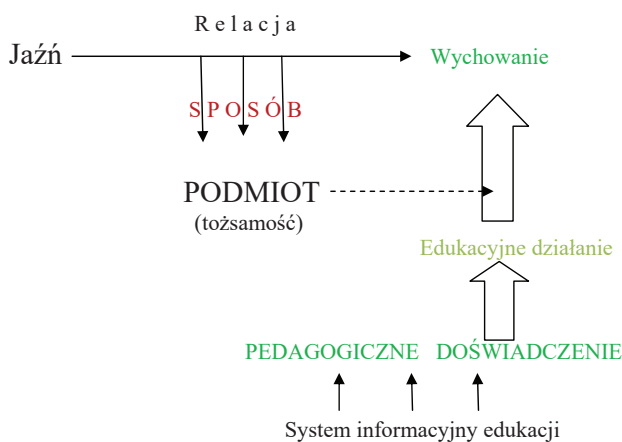 R e l a c j a
Jaźń
Wychowanie
S P O S Ó B
PODMIOT
(tożsamość)
Edukacyjne działanie
PEDAGOGICZNE DOŚWIADCZENIE
System informacyjny edukacji